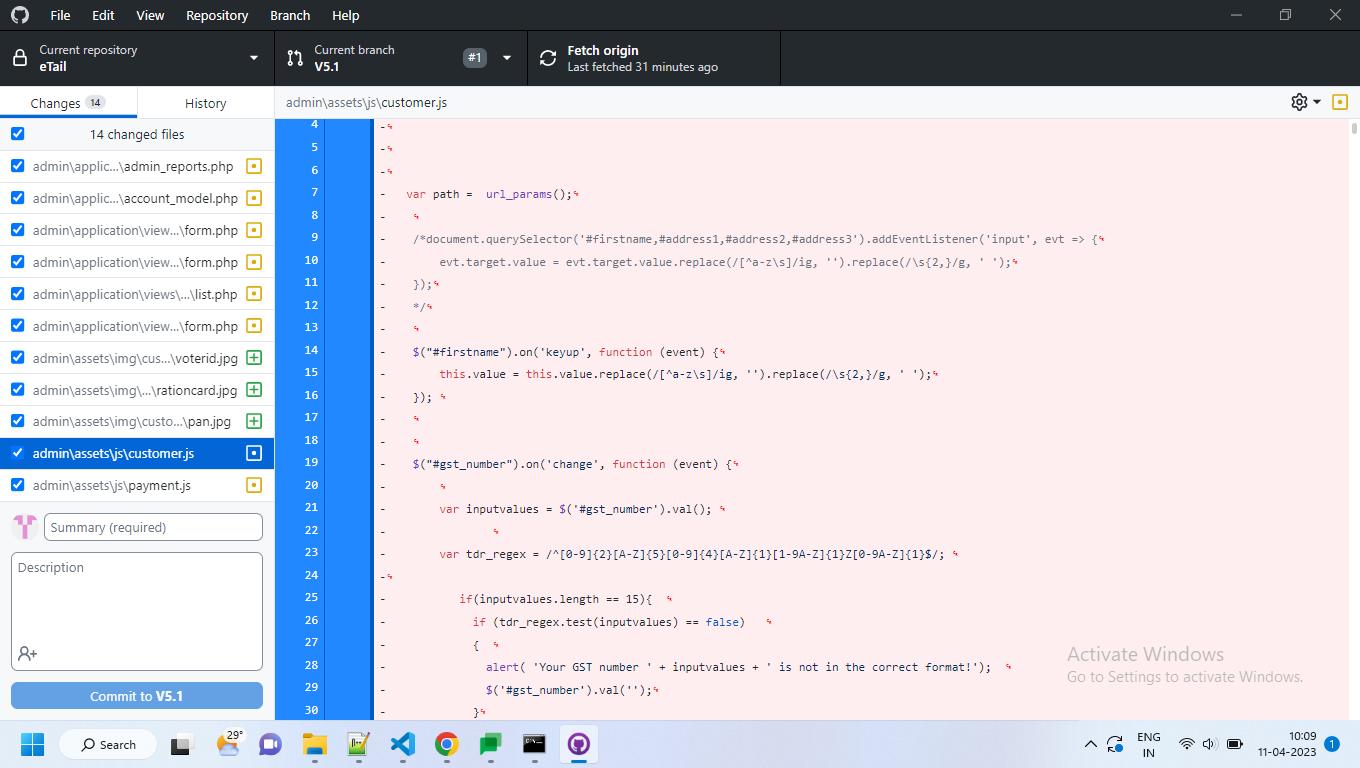 File Edit View Repository Branch Help
Current repository
eTail
Current branch
V5.1
#1
Fetch origin
Last fetched 31 minutes ago
Changes 14
History
admin\assets\js\customer.js
14 changed files
admin\applic...\admin_reports.php
admin\applic...\account_model.php
admin\application\view...\form.php
admin\application\view...\form.php
admin\application\views\...\list.php
admin\application\view...\form.php
admin\assets\img\cus...\voterid.jpg
admin\assets\img\...\rationcard.jpg
admin\assets\img\custo...\pan.jpg
admin\assets\js\customer.js
admin\assets\js\payment.js
Summary (required)
Description
Commit to V5.1
4 -
5 -
6 -
7 - var path =  url_params();
8 -
9 - /*document.querySelector('#firstname,#address1,#address2,#address3').addEventListener('input', evt => {
10 - evt.target.value = evt.target.value.replace(/[^a-z\s]/ig, '').replace(/\s{2,}/g, ' ');
11 - });
12 - */
13 -
14 - $("#firstname").on('keyup', function (event) {
15 - this.value = this.value.replace(/[^a-z\s]/ig, '').replace(/\s{2,}/g, ' ');
16 - });
17 -
18 -
19 - $("#gst_number").on('change', function (event) {
20 -
21 - var inputvalues = $('#gst_number').val();
22 -
23 - var tdr_regex = /^[0-9]{2}[A-Z]{5}[0-9]{4}[A-Z]{1}[1-9A-Z]{1}Z[0-9A-Z]{1}$/;
24 -
25 - if(inputvalues.length == 15){
26 - if (tdr_regex.test(inputvalues) == false)
27 - {
28 - alert( 'Your GST number ' + inputvalues + ' is not in the correct format!');
29 - $('#gst_number').val('');
30 - }
Activate Windows
Go to Settings to activate Windows.
Search
29°
ENG
IN
10:09
11-04-2023
1